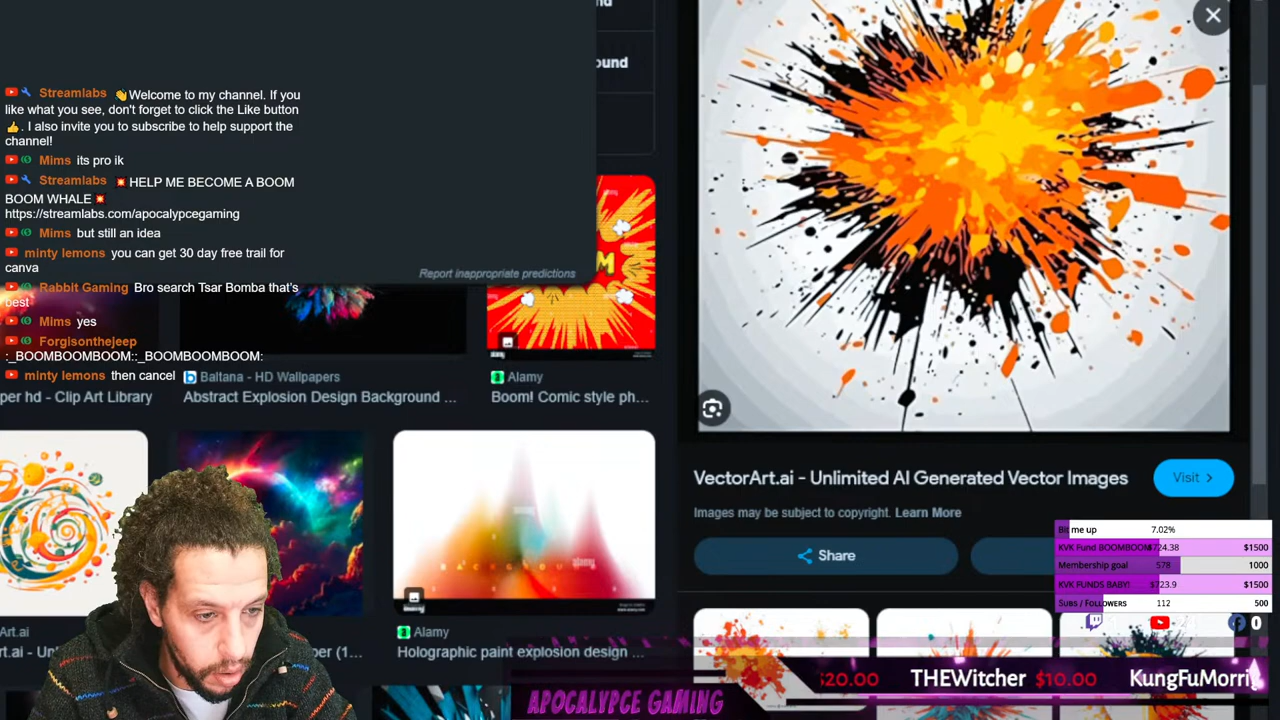 Streamlabs 👋Welcome to my channel. If you
like what you see, don't forget to click the Like button
👍. I also invite you to subscribe to help support the
channel!
Mims its pro ik
Streamlabs 💥HELP ME BECOME A BOOM
BOOM WHALE💥
https://streamlabs.com/apocalypcegaming
Mims but still an idea
minty lemons you can get 30 day free trail for
canva
Rabbit Gaming Bro search Tsar Bomba that's
best
Mims yes
Forgisonthejeep
:_BOOMBOOMBOOM::_BOOMBOOMBOOM:
minty lemons then cancel
Report inappropriate predictions
per hd - Clip Art Library
Baltana - HD Wallpapers
Abstract Explosion Design Background ...
Alamy
Boom! Comic style ph...
alamy
Alamy
Holographic paint explosion design ...
VectorArt.ai - Unlimited AI Generated Vector Images
Visit >
Images may be subject to copyright. Learn More
Share
me up 7.02%
KVK Fund BOOMBOOM $724.38 $1500
Membership goal 578 1000
KVK FUNDS BABY! $723.9 $1500
Subs / Followers 112 500
0
$20.00 THEWitcher $10.00 KungFuMorri
APOCALYPCE GAMING